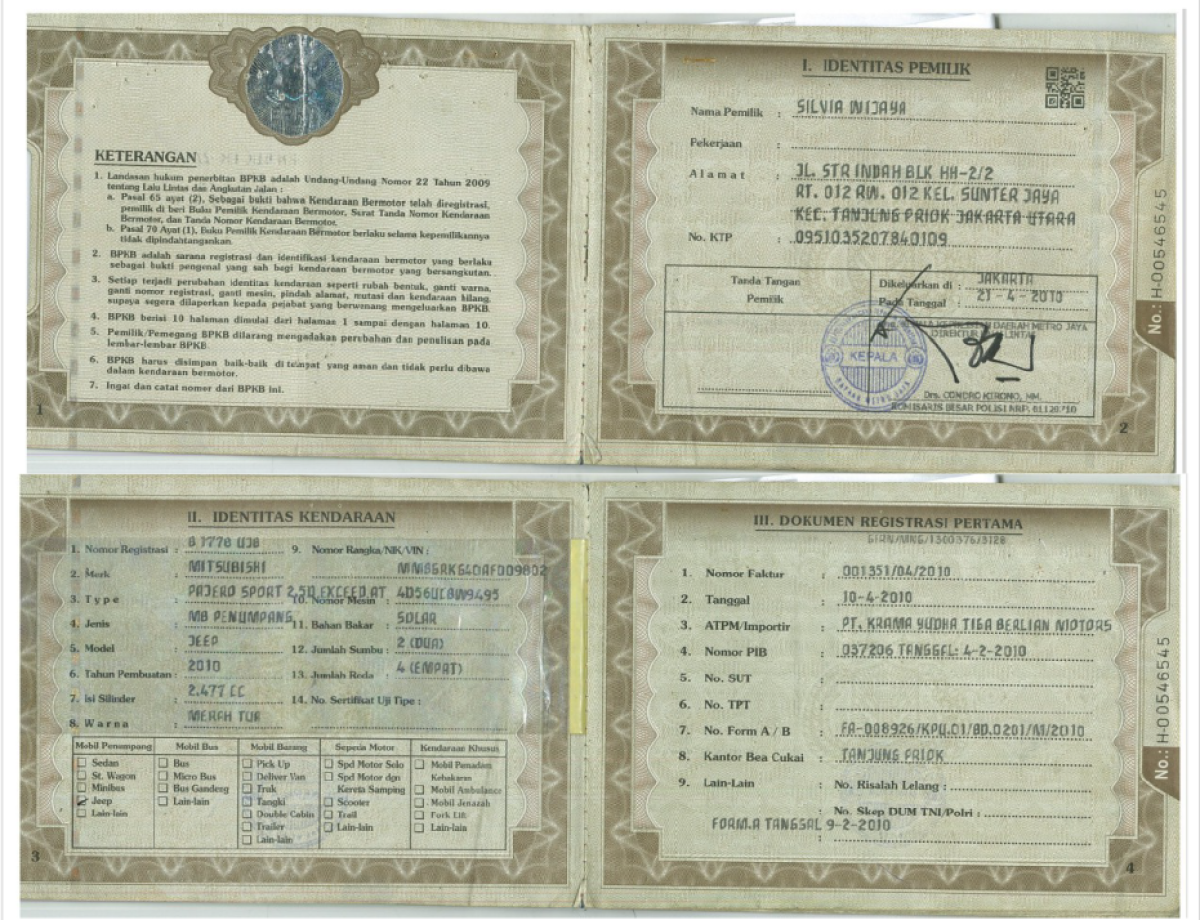 KETERANGAN
1. Landasan hukum penerbitan BPKB adalah Undang-Undang Nomor 22 Tahun 2009
tentang Lalu Lintas dan Angkutan Jalan :
a. Pasal 65 ayat (2). Sebagai bukti bahwa Kendaraan Bermotor telah diregistrasi,
pemilik di beri Buku Pemilik Kendaraan Bermotor, Surat Tanda Nomor Kendaraan
Bermotor, dan Tanda Nomor Kendaraan Bermotor.
b. Pasal 70 Ayat (1). Buku Pemilik Kendaraan Bermotor berlaku selama kepemilikannya
tidak dipindahtangankan.
2. BPKB adalah sarana registrasi dan identifikasi kendaraan bermotor yang berlaku
sebagai bukti pengenal yang sah bagi kendaraan bermotor yang bersangkutan.
3. Setiap terjadi perubahan identitas kendaraan seperti rubah bentuk, ganti warna,
ganti nomor registrasi, ganti mesin, pindah alamat, mutasi dan kendaraan hilang,
supaya segera dilaporkan kepada pejabat yang berwenang mengeluarkan BPKB.
4. BPKB berisi 10 halaman dimulai dari halaman 1 sampai dengan halaman 10.
5. Pemilik/Pemegang BPKB dilarang mengadakan perubahan dan penulisan pada
lembar-lembar BPKB.
6. BPKB harus disimpan baik-baik di tempat yang aman dan tidak perlu dibawa
dalam kendaraan bermotor.
7. Ingat dan catat nomer dari BPKB ini.
1
I. IDENTITAS PEMILIK
Nama Pemilik : SILVIA WIJAYA
Pekerjaan :
Alamat : JL. STR INDAH BLK HH-2/2
RT. 012 RW. 012 KEL. SUNTER JAYA
KEC. TANJUNG PRIOK JAKARTA UTARA
No. KTP : 0951035207840109
Tanda Tangan
Pemilik
Dikeluarkan di : JAKARTA
Pada Tanggal : 21-4-2010
DAERAH METRO JAYA
KEPALA
Drs. CONDRO KIRONO, MM.
KOMISARIS BESAR POLISI NRP.
2
No.: H-00546545
II. IDENTITAS KENDARAAN
1. Nomor Registrasi : B 1778 UJB
2. Merk : MITSUBISHI
3. Type : PAJERO SPORT 2,5D EXCEED AT
4. Jenis : MB PENUMPANG
5. Model : JEEP
6. Tahun Pembuatan : 2010
7. Isi Silinder : 2.477 CC
8. Warna : MERAH TUA
9. Nomor Rangka/NIK/VIN :
MMBGRKG40AF009802
10. Nomor Mesin : 4D56UCBW9495
11. Bahan Bakar : SOLAR
12. Jumlah Sumbu : 2 (DUA)
13. Jumlah Roda : 4 (EMPAT)
14. No. Sertifikat Uji Tipe :
Mobil Penumpang
Sedan
St. Wagon
Minibus
Jeep
Lain-lain
Mobil Bus
Bus
Micro Bus
Bus Gandeng
Lain-lain
Mobil Barang
Pick Up
Deliver Van
Truk
Tangki
Double Cabin
Trailer
Lain-lain
Sepeda Motor
Spd Motor Solo
Spd Motor dgn
Kereta Samping
Scooter
Trail
Lain-lain
Kendaraan Khusus
Mobil Pemadam
Kebakaran
Mobil Ambulance
Mobil Jenazah
Fork Lift
Lain-lain
3
III. DOKUMEN REGISTRASI PERTAMA
1. Nomor Faktur : 001351/04/2010
2. Tanggal : 10-4-2010
3. ATPM/Importir : PT. KRAMA YUDHA TIGA BERLIAN MOTORS
4. Nomor PIB : 037206 TANGGAL: 4-2-2010
5. No. SUT :
6. No. TPT :
7. No. Form A / B : FA-008926/KPU.01/BD.0201/M/2010
8. Kantor Bea Cukai : TANJUNG PRIOK
9. Lain-Lain : No. Risalah Lelang :
No. Skep DUM TNI/Polri :
FORM.A TANGGAL 9-2-2010
4
No.: H-00546545